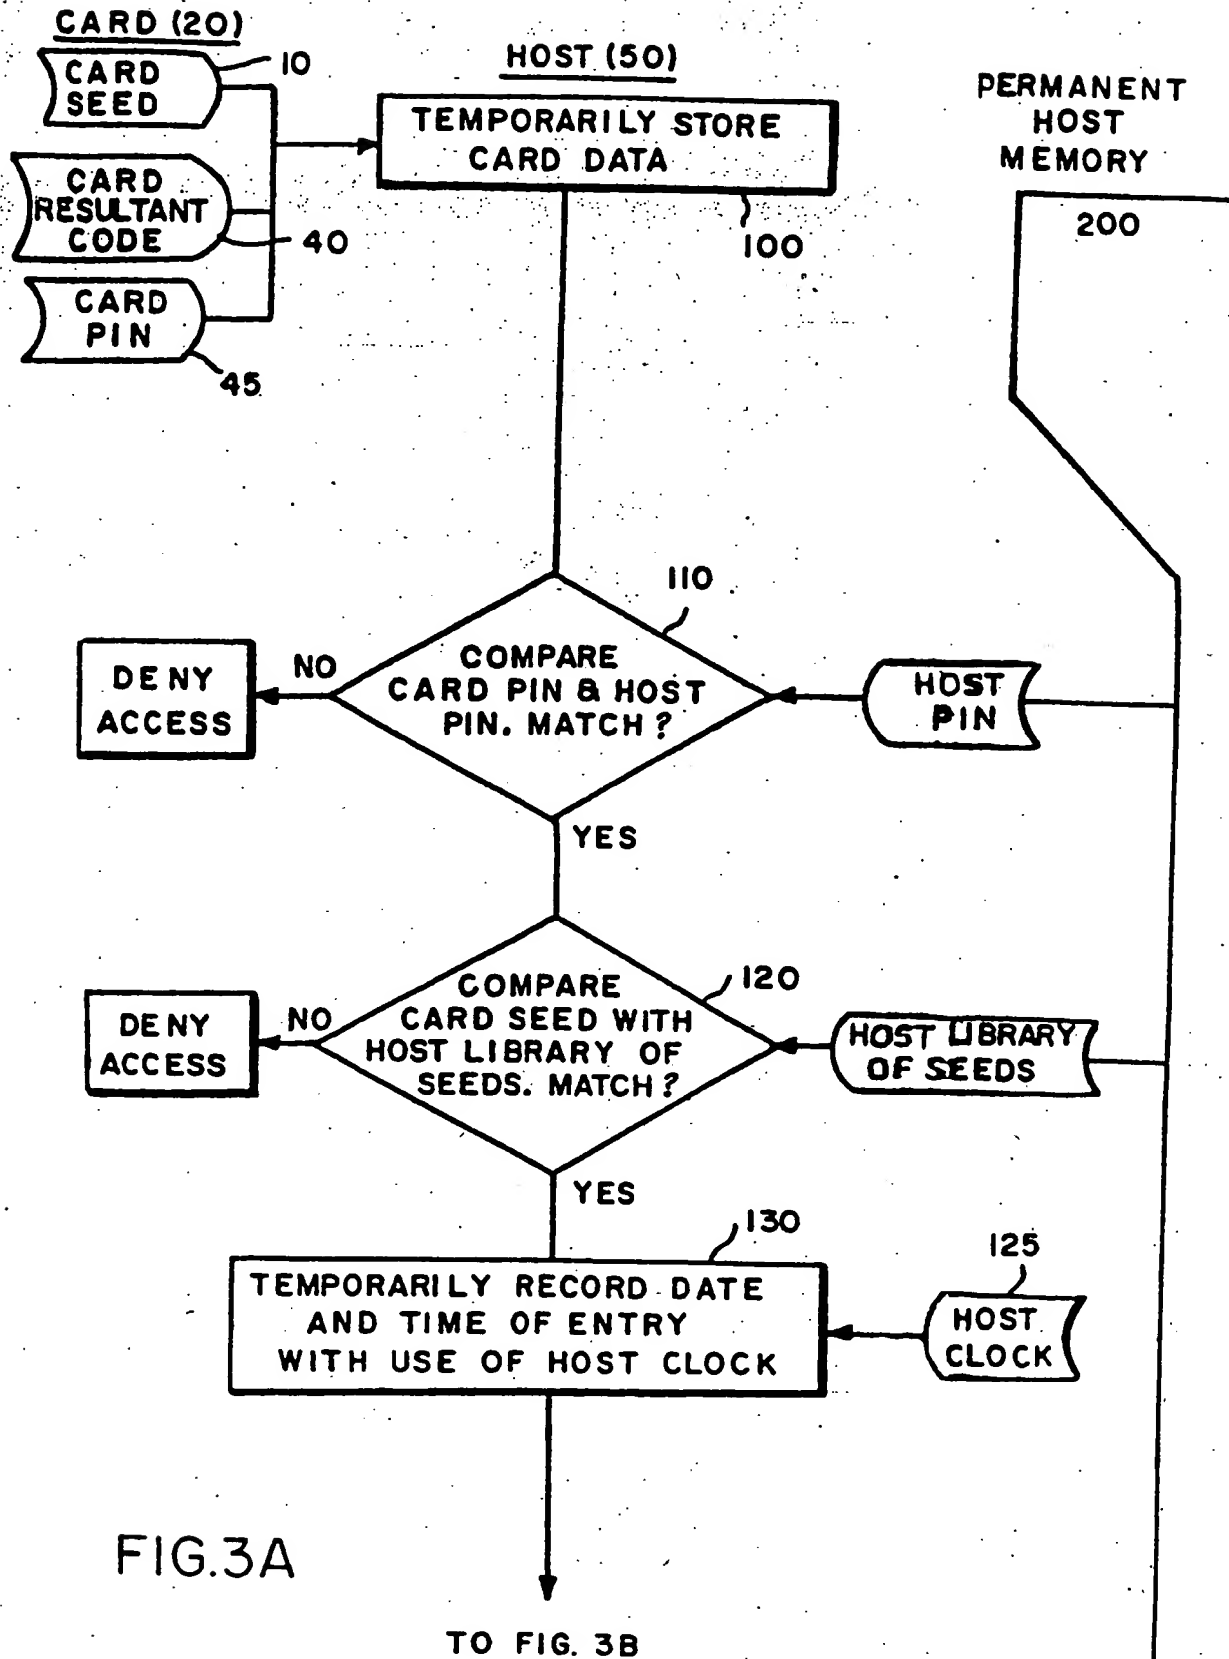 CARD (20)
CARD
SEED
10
CARD
RESULTANT
CODE
40
CARD
PIN
45
HOST (50)
TEMPORARILY STORE
CARD DATA
100
PERMANENT
HOST
MEMORY
200
110
COMPARE
CARD PIN & HOST
PIN. MATCH?
NO
DENY
ACCESS
HOST
PIN
YES
120
COMPARE
CARD SEED WITH
HOST LIBRARY OF
SEEDS. MATCH?
NO
DENY
ACCESS
HOST LIBRARY
OF SEEDS
YES
130
TEMPORARILY RECORD DATE
AND TIME OF ENTRY
WITH USE OF HOST CLOCK
125
HOST
CLOCK
FIG.3A
TO FIG. 3B